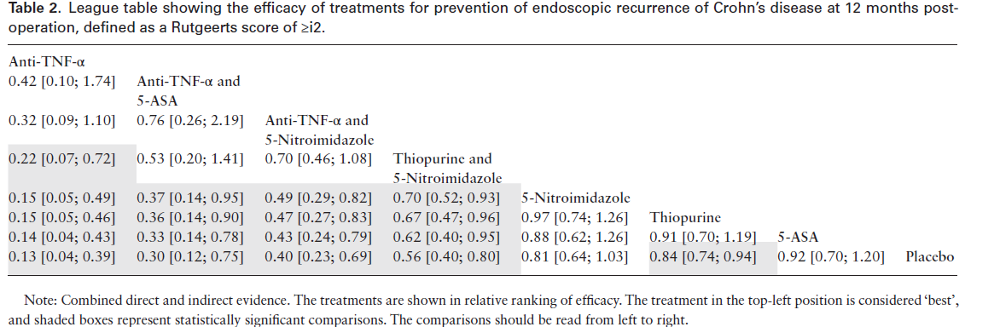 Table 2. League table showing the efficacy of treatments for prevention of endoscopic recurrence of Crohn's disease at 12 months post-
operation, defined as a Rutgeerts score of ≥i2.
Anti-TNF-α
0.42 [0.10; 1.74] Anti-TNF-α and
5-ASA
0.32 [0.09; 1.10] 0.76 [0.26; 2.19] Anti-TNF-α and
5-Nitroimidazole
0.22 [0.07; 0.72] 0.53 [0.20; 1.41] 0.70 [0.46; 1.08] Thiopurine and
5-Nitroimidazole
0.15 [0.05; 0.49] 0.37 [0.14; 0.95] 0.49 [0.29; 0.82] 0.70 [0.52; 0.93] 5-Nitroimidazole
0.15 [0.05; 0.46] 0.36 [0.14; 0.90] 0.47 [0.27; 0.83] 0.67 [0.47; 0.96] 0.97 [0.74; 1.26] Thiopurine
0.14 [0.04; 0.43] 0.33 [0.14; 0.78] 0.43 [0.24; 0.79] 0.62 [0.40; 0.95] 0.88 [0.62; 1.26] 0.91 [0.70; 1.19] 5-ASA
0.13 [0.04; 0.39] 0.30 [0.12; 0.75] 0.40 [0.23; 0.69] 0.56 [0.40; 0.80] 0.81 [0.64; 1.03] 0.84 [0.74; 0.94] 0.92 [0.70; 1.20] Placebo
Note: Combined direct and indirect evidence. The treatments are shown in relative ranking of efficacy. The treatment in the top-left position is considered 'best',
and shaded boxes represent statistically significant comparisons. The comparisons should be read from left to right.